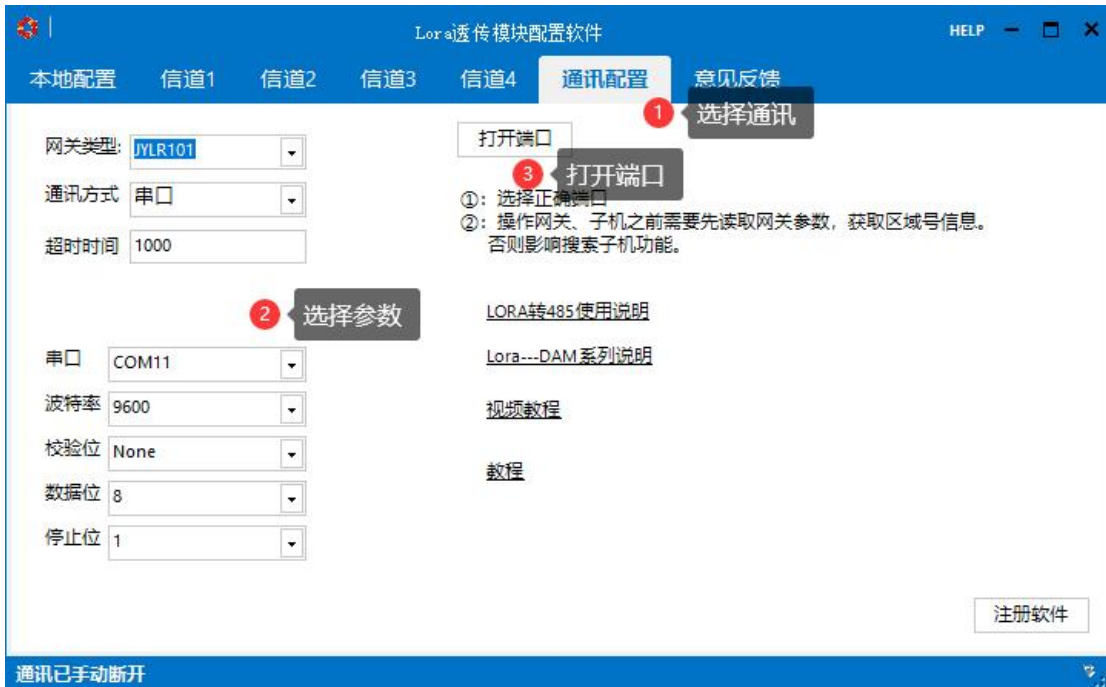 Lora透传模块配置软件
HELP
本地配置 信道1 信道2 信道3 信道4 通讯配置 意见反馈
1 选择通讯
网关类型: JYLR101
打开端口
3 打开端口
通讯方式 串口
①：选择正确端口
②：操作网关、子机之前需要先读取网关参数，获取区域号信息。
否则影响搜素子机功能。
超时时间 1000
2 选择参数
LORA转485使用说明
串口 COM11
Lora---DAM系列说明
波特率 9600
视频教程
校验位 None
教程
数据位 8
停止位 1
注册软件
通讯已手动断开